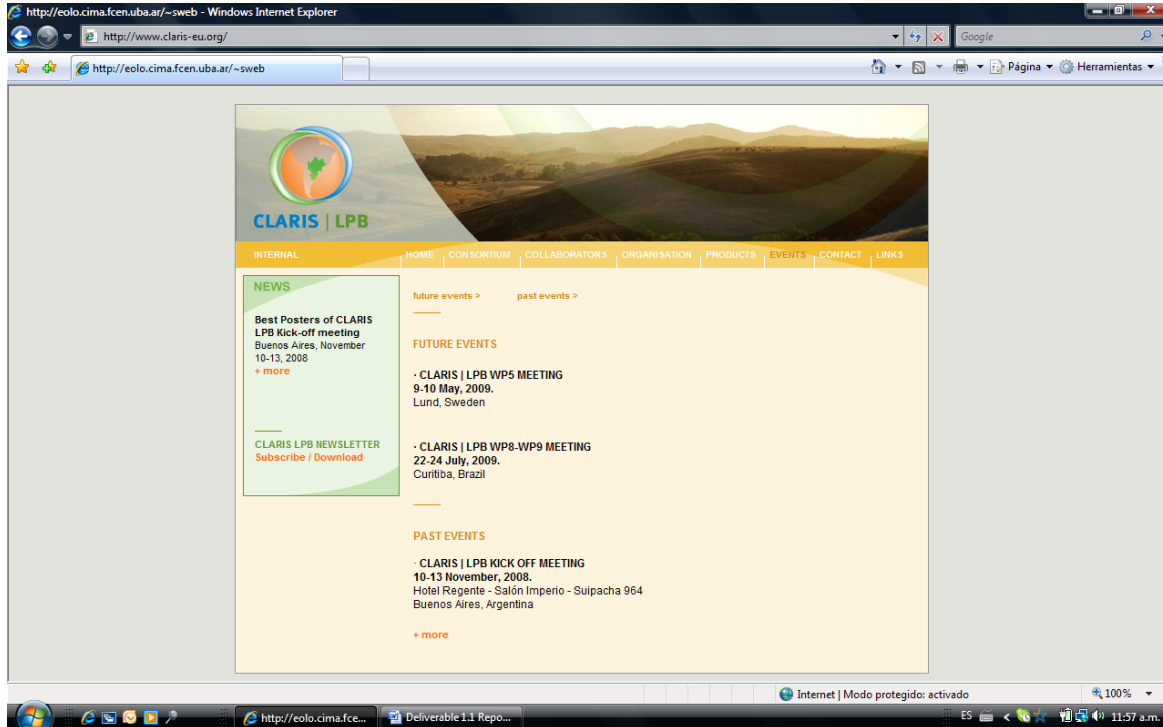 http://eolo.cima.fcen.uba.ar/~sweb - Windows Internet Explorer
http://www.claris-eu.org/
Google
http://eolo.cima.fcen.uba.ar/~sweb
Página
Herramientas
CLARIS | LPB
INTERNAL
HOME
CONSORTIUM
COLLABORATORS
ORGANISATION
PRODUCTS
EVENTS
CONTACT
LINKS
NEWS
Best Posters of CLARIS
LPB Kick-off meeting
Buenos Aires, November
10-13, 2008
+ more
CLARIS LPB NEWSLETTER
Subscribe / Download
future events >
past events >
FUTURE EVENTS
· CLARIS | LPB WP5 MEETING
9-10 May, 2009.
Lund, Sweden
· CLARIS | LPB WP8-WP9 MEETING
22-24 July, 2009.
Curitiba, Brazil
PAST EVENTS
· CLARIS | LPB KICK OFF MEETING
10-13 November, 2008.
Hotel Regente - Salón Imperio - Suipacha 964
Buenos Aires, Argentina
+ more
Internet | Modo protegido: activado
100%
http://eolo.cima.fce...
Deliverable 1.1 Repo...
ES
11:57 a.m.